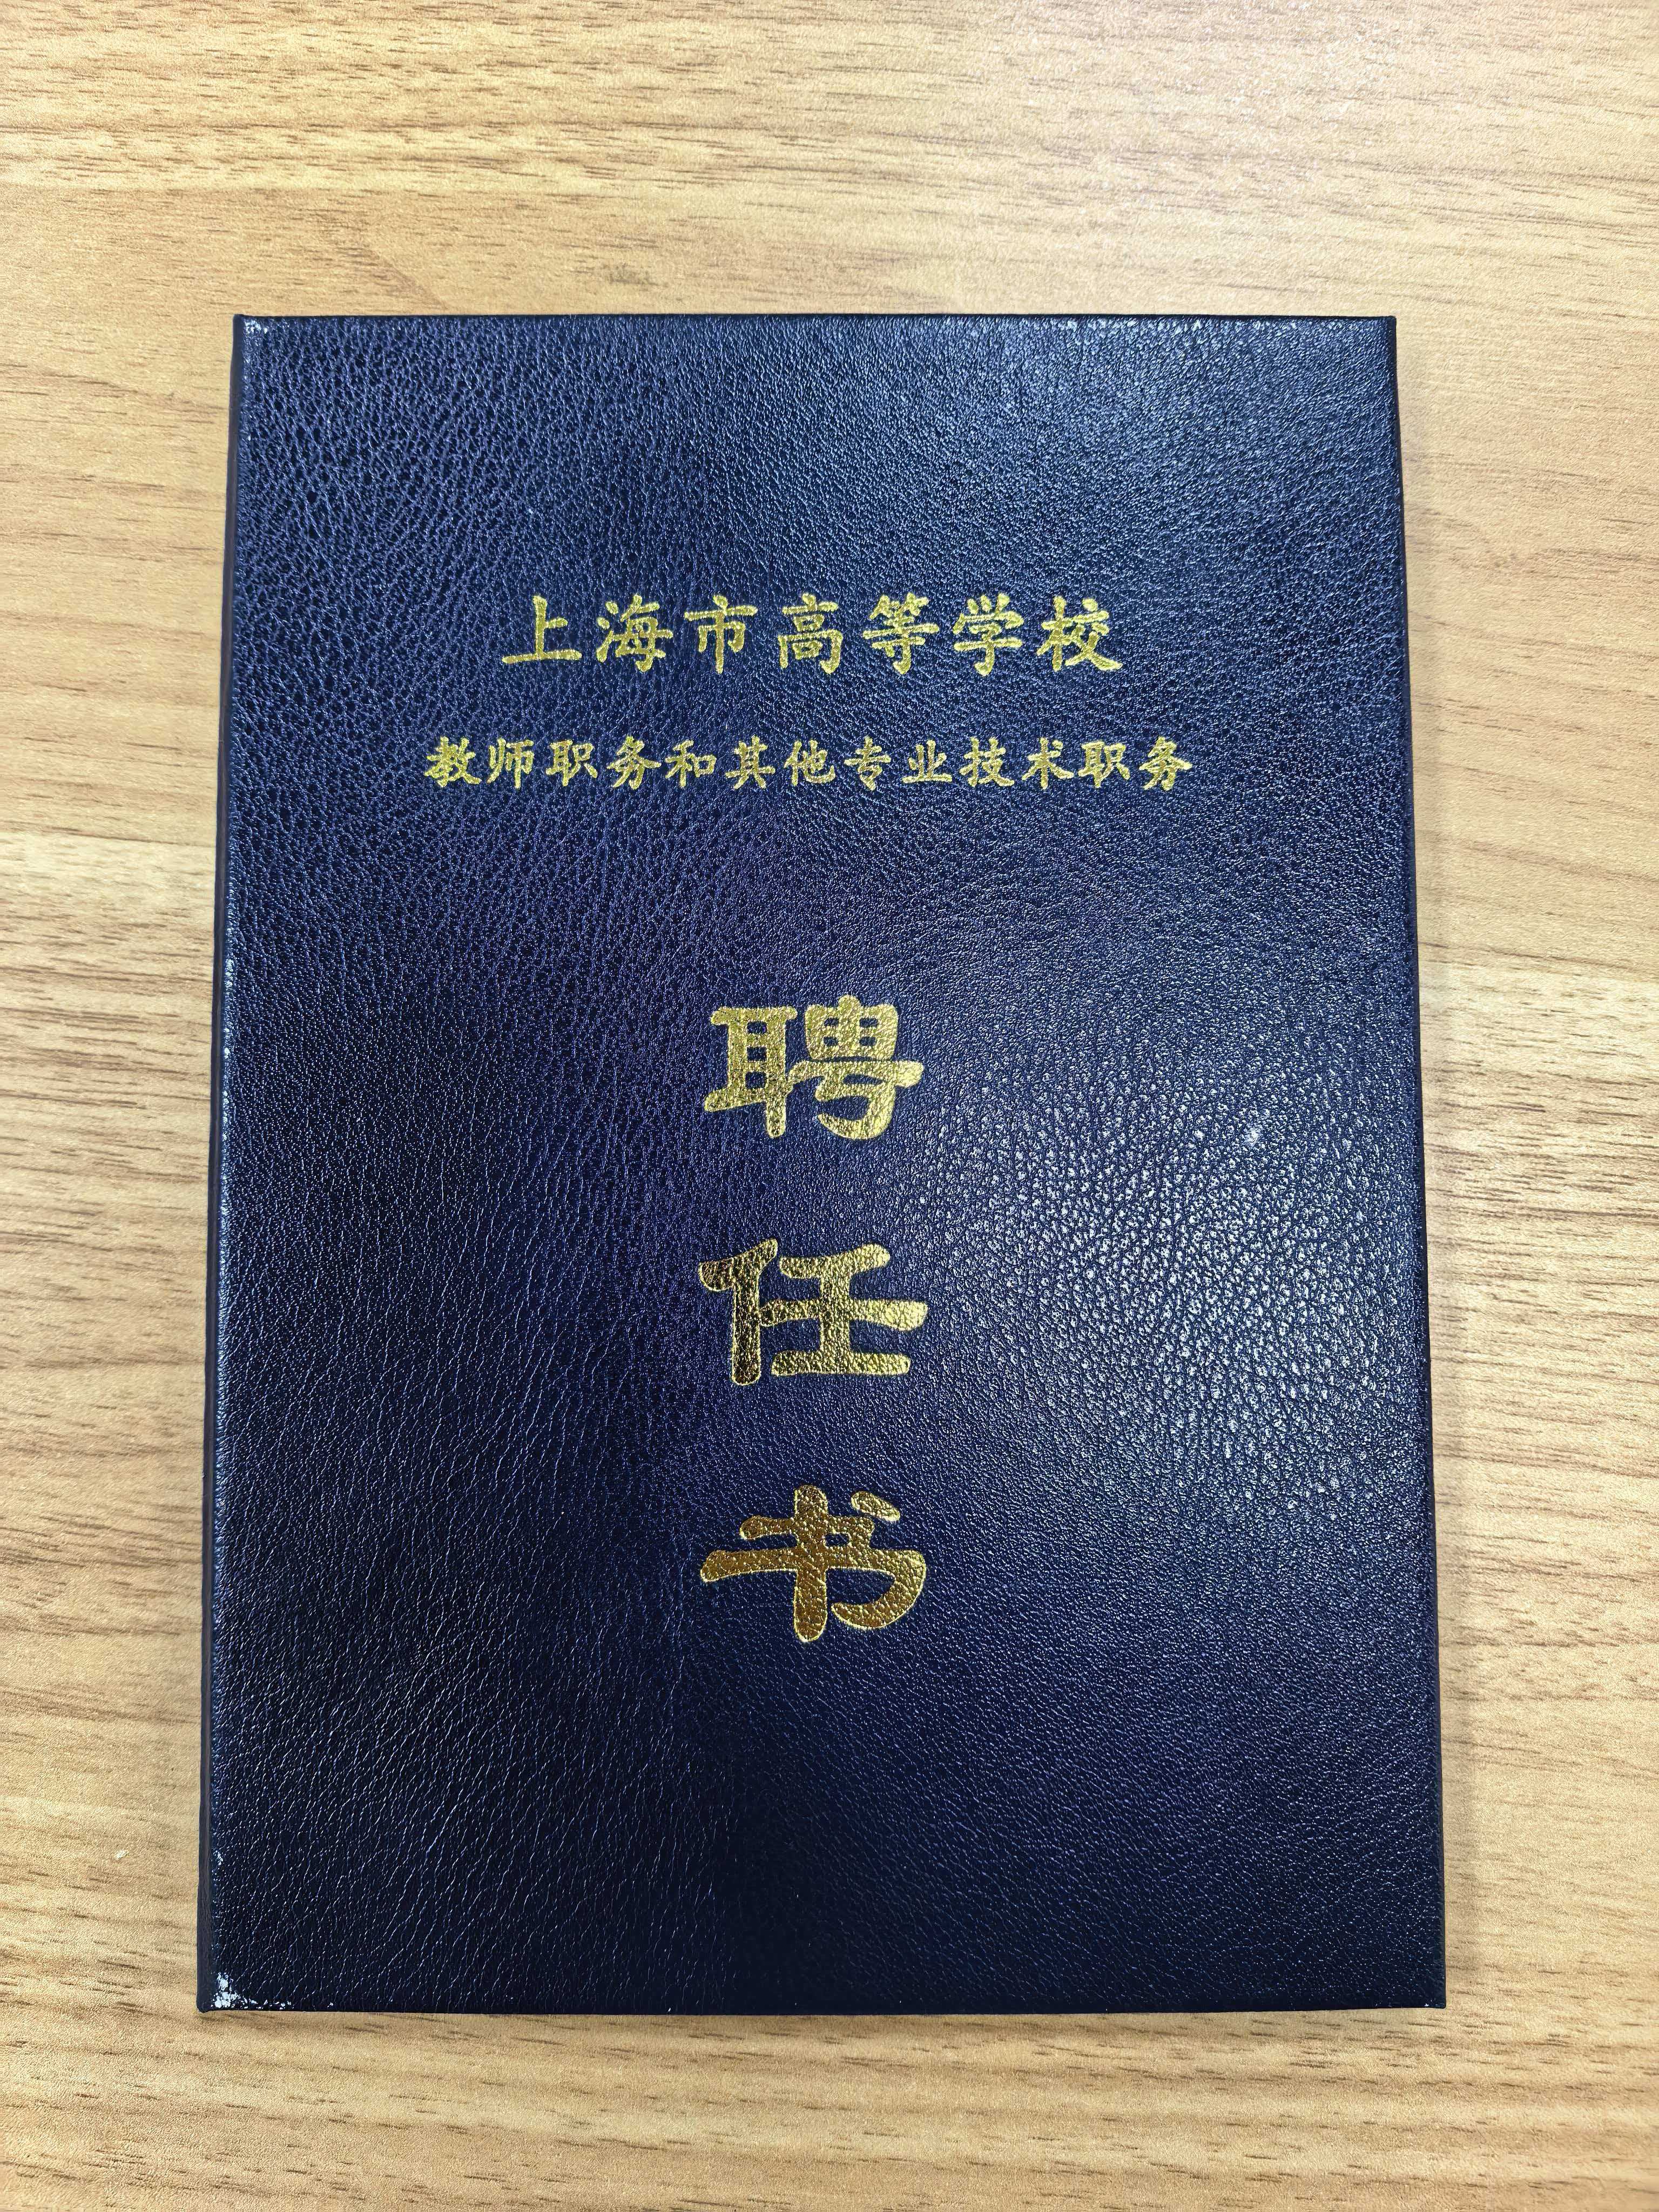 上海市高等学校
教师职务和其他专业技术职务
聘
任
书